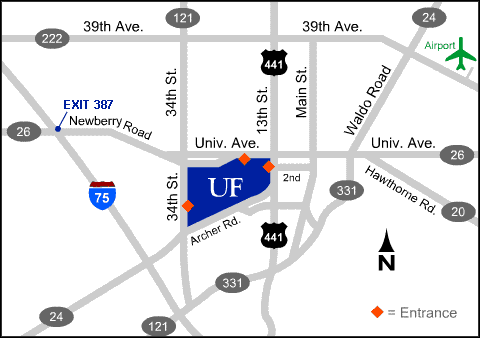 121
24
39th Ave.
39th Ave.
222
Airport
441
34th St.
13th St.
Main St.
Waldo Road
EXIT 387
Newberry Road
26
Univ. Ave.
Univ. Ave.
26
2nd
Hawthorne Rd.
75
34th St.
UF
331
20
Archer Rd.
441
N
331
24
121
= Entrance